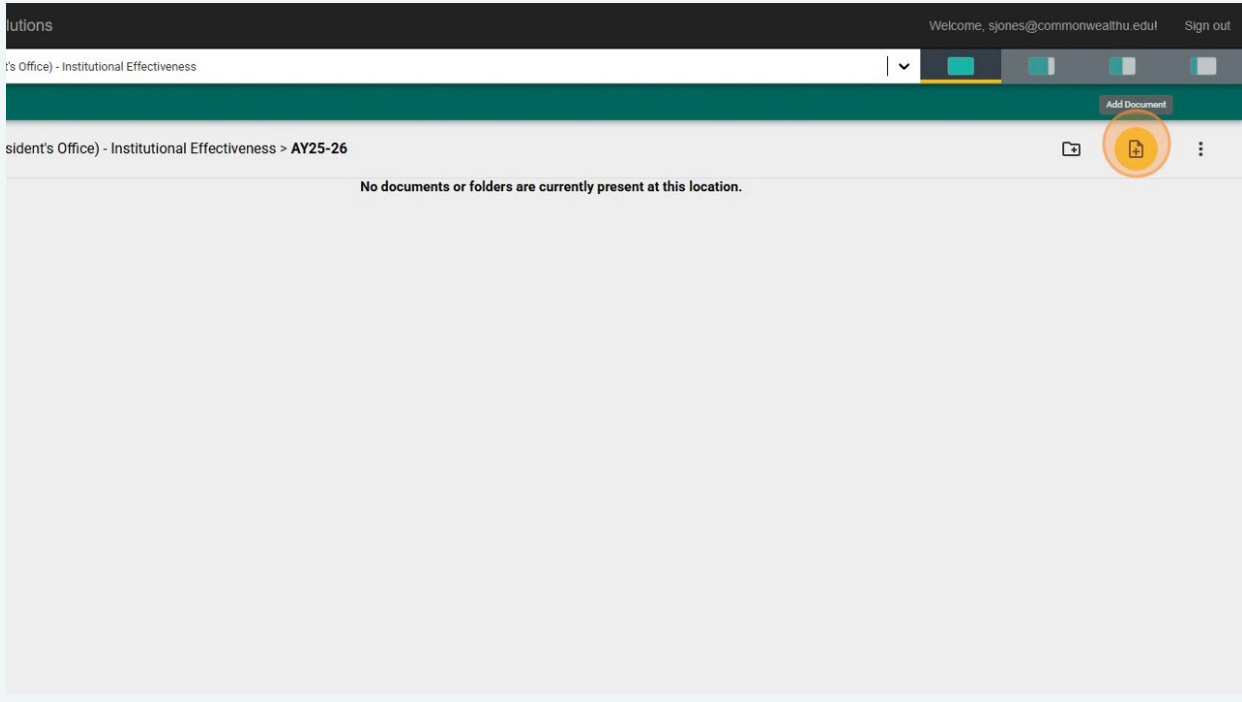 lutions
Welcome, sjones@commonwealthu.edu! Sign out
t's Office) - Institutional Effectiveness
Add Document
sident's Office) - Institutional Effectiveness > AY25-26
No documents or folders are currently present at this location.